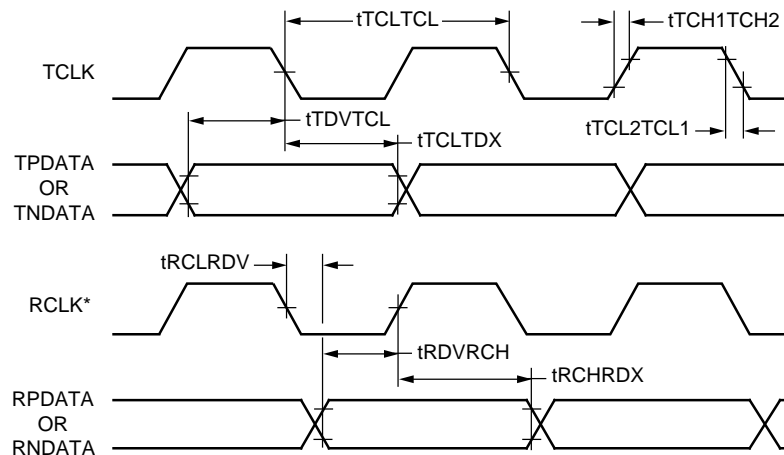 tTCLTCL
tTCH1TCH2
TCLK
tTDVTCL
tTCL2TCL1
tTCLTDX
TPDATA
OR
TNDATA
tRCLRDV
RCLK*
tRDVRCH
tRCHRDX
RPDATA
OR
RNDATA